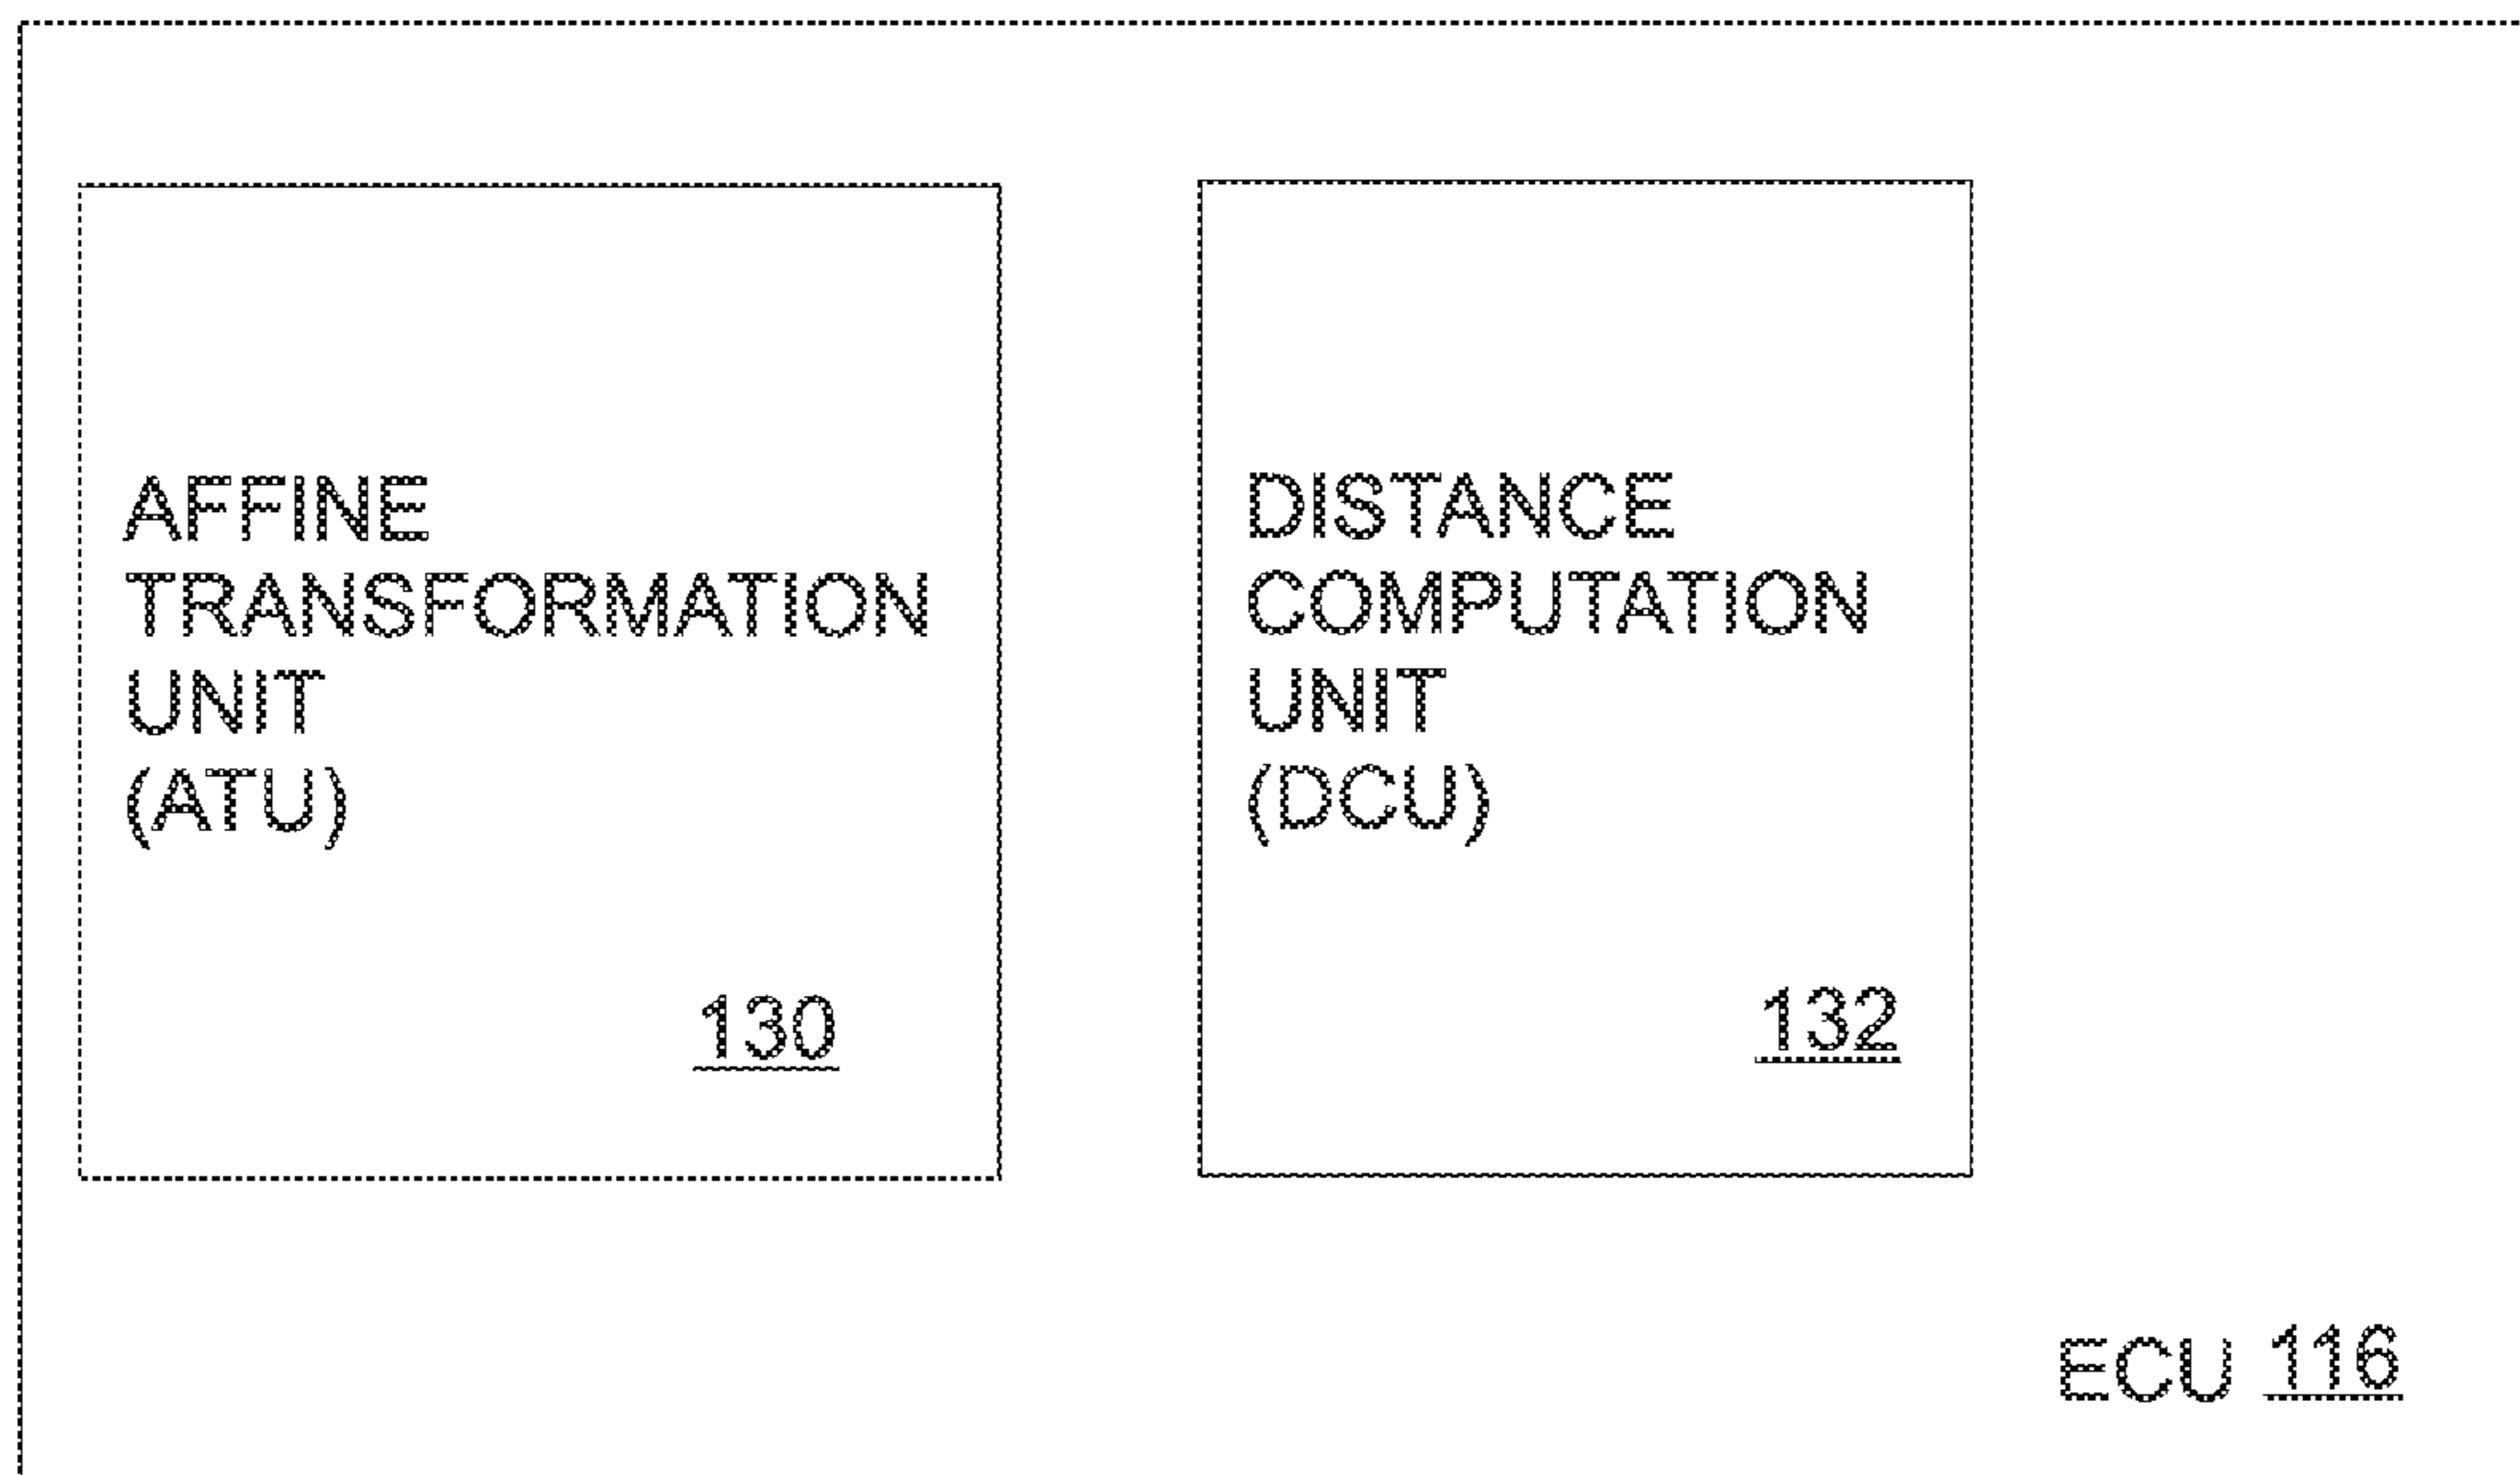 AFFINE
TRANSFORMATION
UNIT
(ATU)
130
DISTANCE
COMPUTATION
UNIT
(DCU)
132
ECU 116